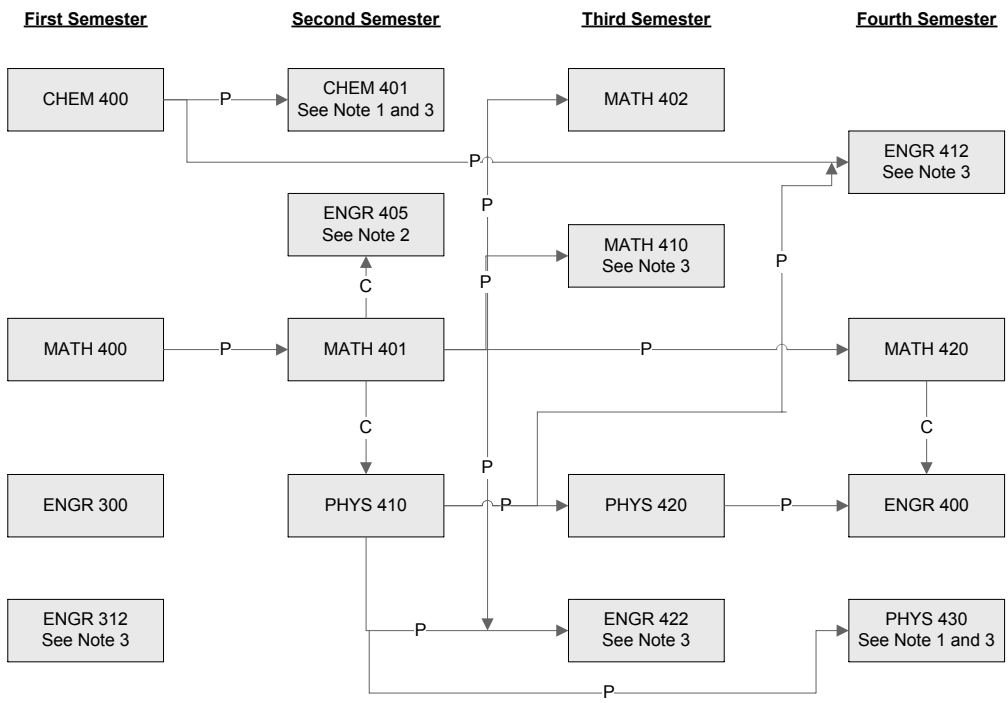 First Semester
Second Semester
Third Semester
Fourth Semester
CHEM 400
P
CHEM 401
See Note 1 and 3
MATH 402
P
ENGR 412
See Note 3
ENGR 405
See Note 2
P
MATH 410
See Note 3
P
P
C
MATH 400
P
MATH 401
P
MATH 420
C
C
P
ENGR 300
PHYS 410
P
PHYS 420
P
ENGR 400
ENGR 312
See Note 3
P
ENGR 422
See Note 3
PHYS 430
See Note 1 and 3
P